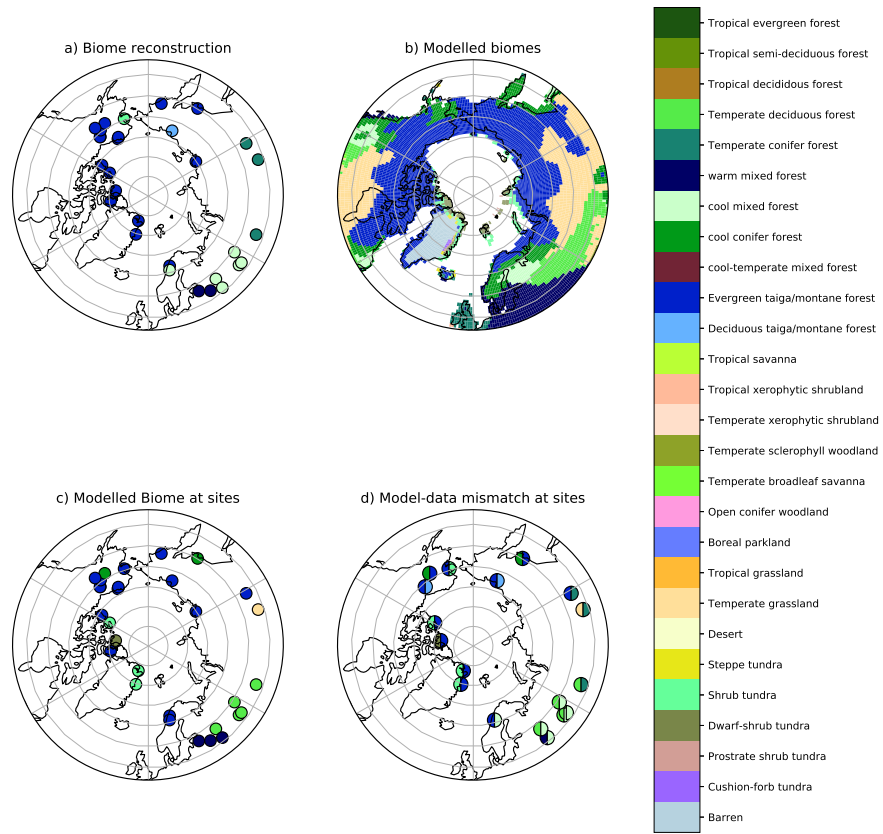 a) Biome reconstruction
b) Modelled biomes
c) Modelled Biome at sites
d) Model-data mismatch at sites
Tropical evergreen forest
Tropical semi-deciduous forest
Tropical decididous forest
Temperate deciduous forest
Temperate conifer forest
warm mixed forest
cool mixed forest
cool conifer forest
cool-temperate mixed forest
Evergreen taiga/montane forest
Deciduous taiga/montane forest
Tropical savanna
Tropical xerophytic shrubland
Temperate xerophytic shrubland
Temperate sclerophyll woodland
Temperate broadleaf savanna
Open conifer woodland
Boreal parkland
Tropical grassland
Temperate grassland
Desert
Steppe tundra
Shrub tundra
Dwarf-shrub tundra
Prostrate shrub tundra
Cushion-forb tundra
Barren